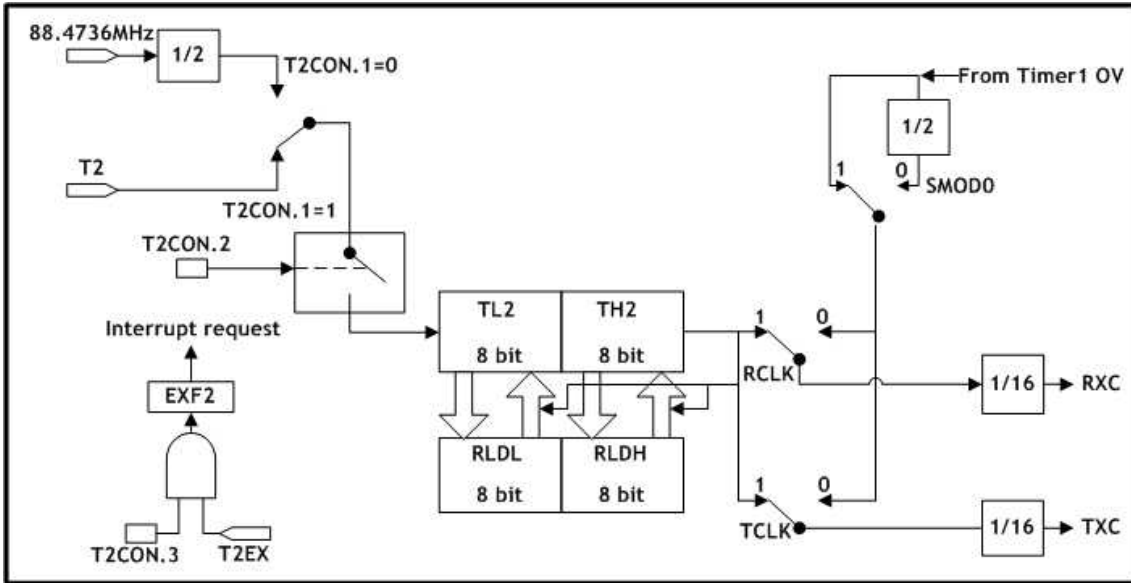 88.4736MHz
1/2
T2CON.1=0
From Timer1 OV
1/2
1
0
SMOD0
T2
T2CON.1=1
T2CON.2
TL2
TH2
8 bit
8 bit
1
0
RCLK
1/16
RXC
Interrupt request
EXF2
RLDL
RLDH
8 bit
8 bit
1
0
TCLK
1/16
TXC
T2CON.3
T2EX